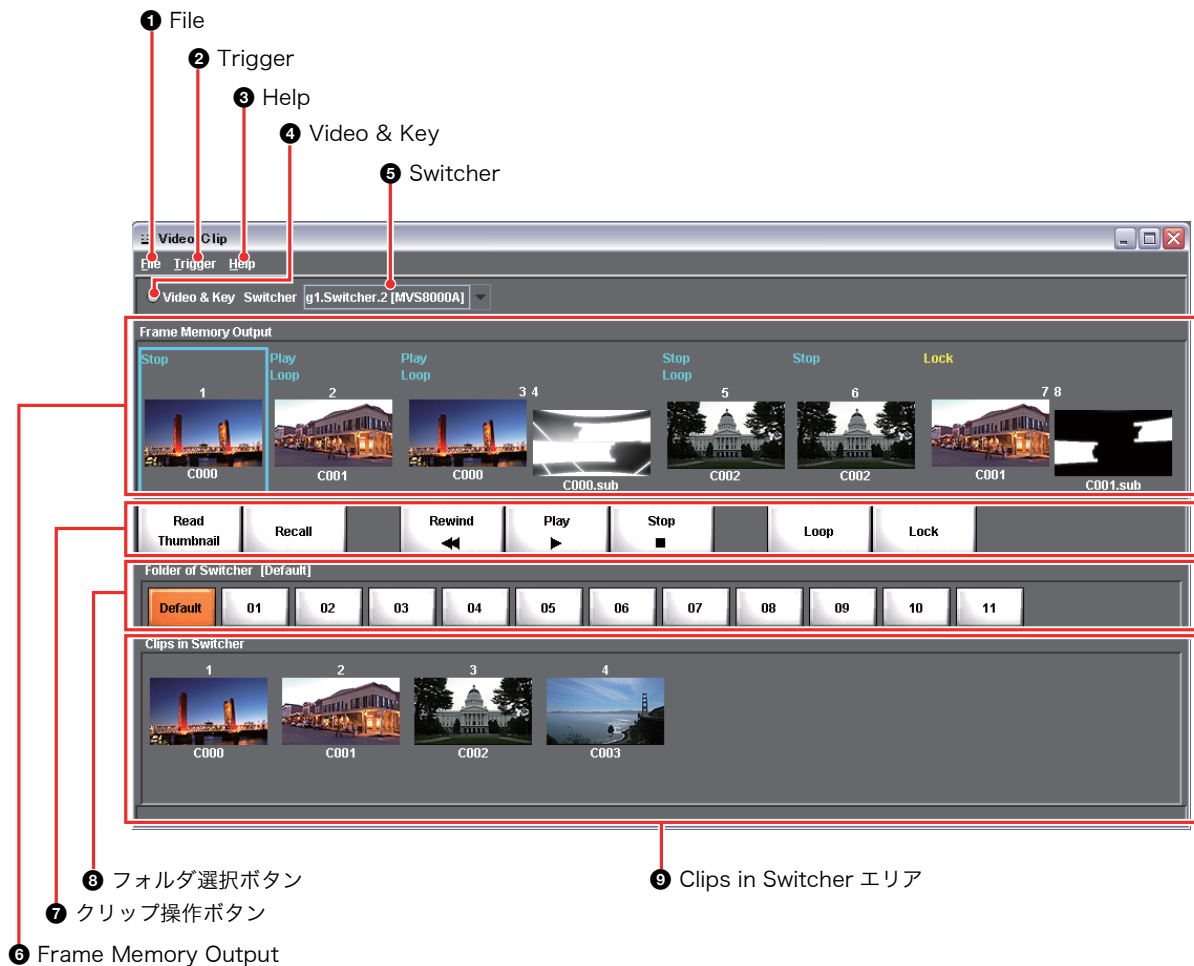 ❶ File
❷ Trigger
❸ Help
❹ Video & Key
❺ Switcher
Video Clip
File Trigger Help
Video & Key Switcher g1.Switcher.2 [MVS8000A]
Frame Memory Output
Stop Play Play Stop Stop Lock
Loop Loop Loop
1 2 3 4 5 6 7 8
C000 C001 C000 C000.sub C002 C002 C001 C001.sub
Read Thumbnail Recall Rewind Play Stop Loop Lock
Folder of Switcher [Default]
Default 01 02 03 04 05 06 07 08 09 10 11
Clips in Switcher
1 2 3 4
C000 C001 C002 C003
❽ フォルダ選択ボタン
❾ Clips in Switcher エリア
❼ クリップ操作ボタン
❻ Frame Memory Output